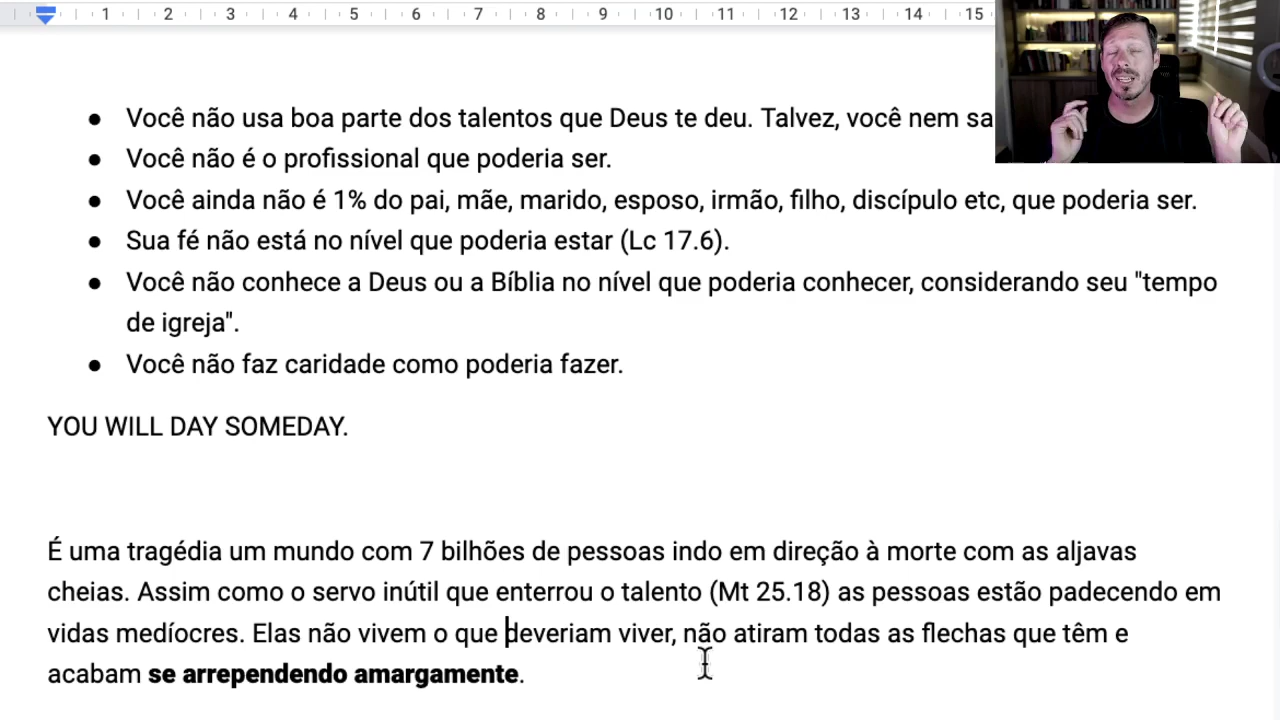 1 2 3 4 5 6 7 8 9 10 11 12 13 14 15
● Você não usa boa parte dos talentos que Deus te deu. Talvez, você nem
● Você não é o profissional que poderia ser.
● Você ainda não é 1% do pai, mãe, marido, esposo, irmão, filho, discípulo etc, que poderia ser.
● Sua fé não está no nível que poderia estar (Lc 17.6).
● Você não conhece a Deus ou a Bíblia no nível que poderia conhecer, considerando seu "tempo
de igreja".
● Você não faz caridade como poderia fazer.
YOU WILL DAY SOMEDAY.
É uma tragédia um mundo com 7 bilhões de pessoas indo em direção à morte com as aljavas
cheias. Assim como o servo inútil que enterrou o talento (Mt 25.18) as pessoas estão padecendo em
vidas medíocres. Elas não vivem o que deveriam viver, não atiram todas as flechas que têm e
acabam se arrependendo amargamente.